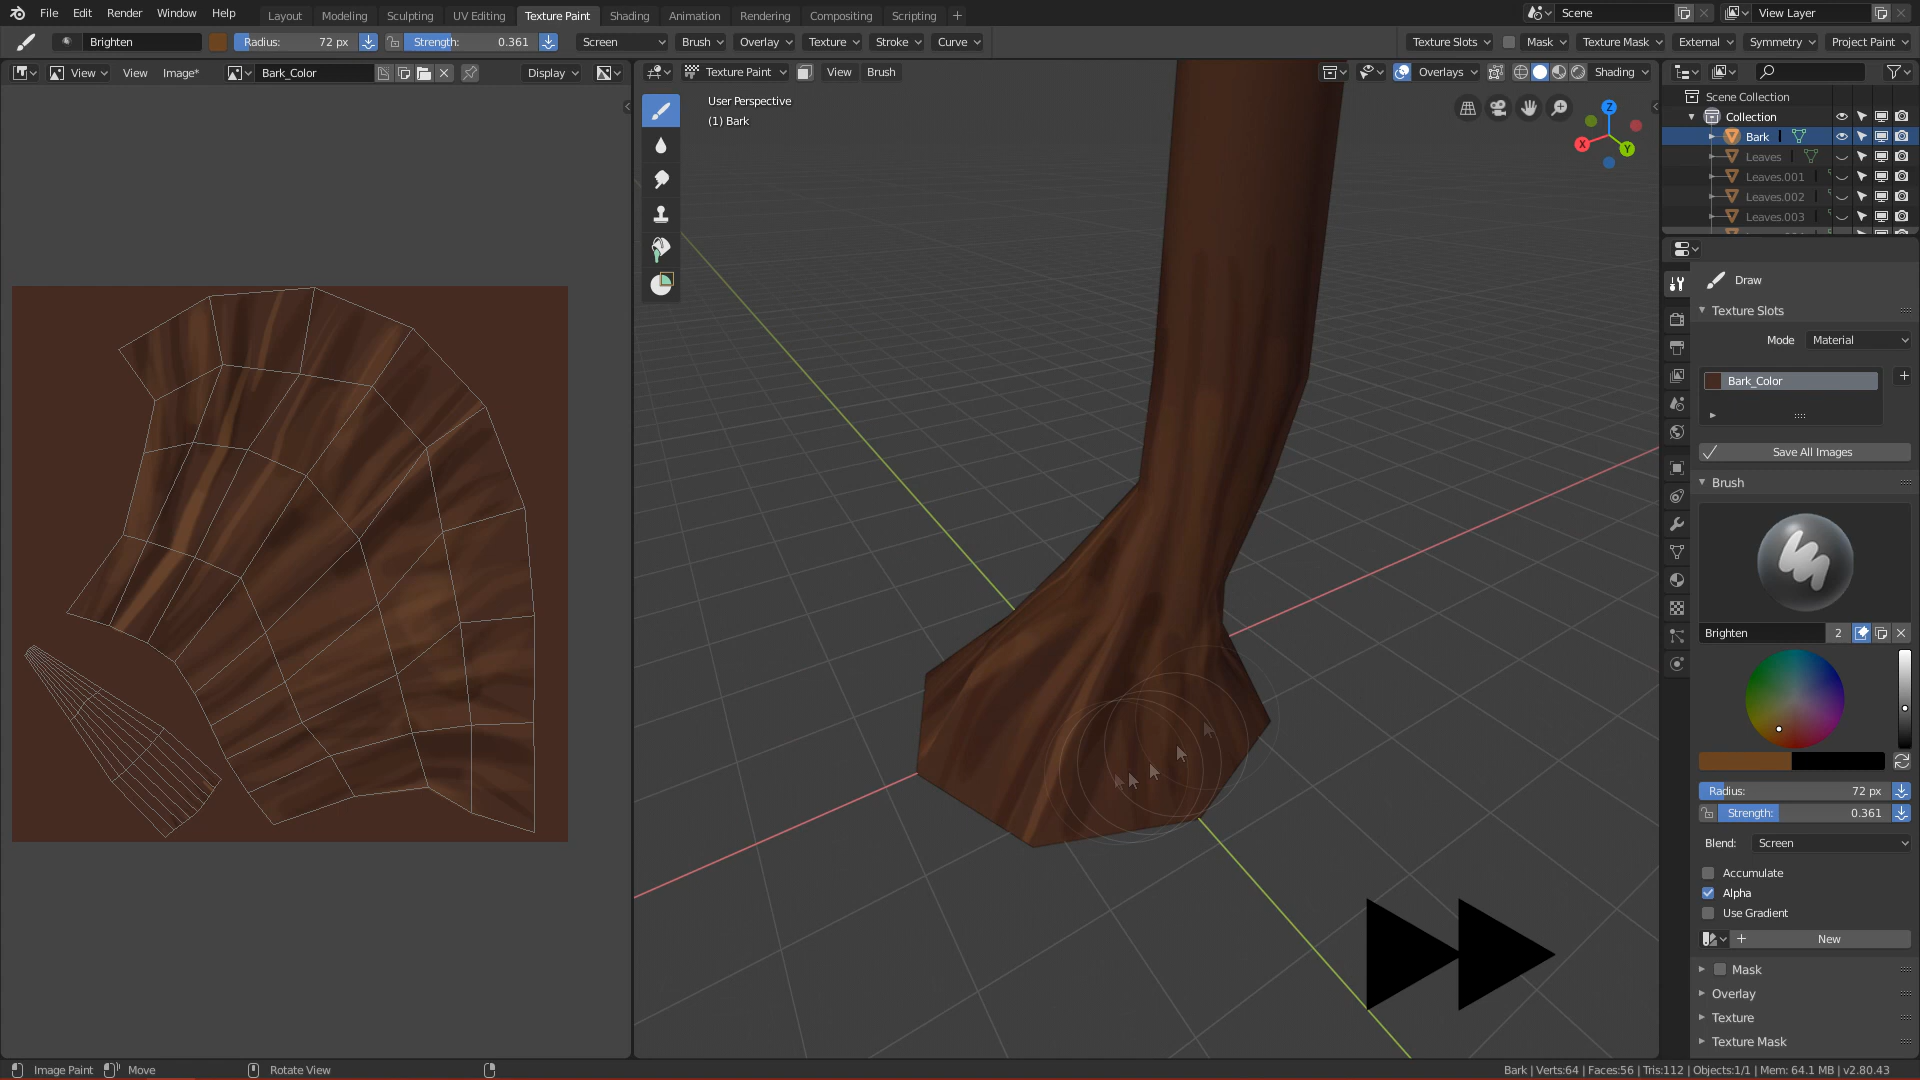 File Edit Render Window Help Layout Modeling Sculpting UV Editing Texture Paint Shading Animation Rendering Compositing Scripting + Scene View Layer
Brighten Radius: 72 px Strength: 0.361 Screen Brush Overlay Texture Stroke Curve Texture Slots Mask Texture Mask External Symmetry Project Paint
View View Image* Bark_Color Display Texture Paint View Brush Overlays Shading
User Perspective
(1) Bark
Z
X
Y
Scene Collection
Collection
Bark
Leaves
Leaves.001
Leaves.002
Leaves.003
Draw
Texture Slots
Mode Material
Bark_Color
Save All Images
Brush
Brighten 2
Radius: 72 px
Strength: 0.361
Blend: Screen
Accumulate
Alpha
Use Gradient
New
Mask
Overlay
Texture
Texture Mask
Image Paint Move Rotate View Bark | Verts:64 | Faces:56 | Tris:112 | Objects:1/1 | Mem: 64.1 MB | v2.80.43